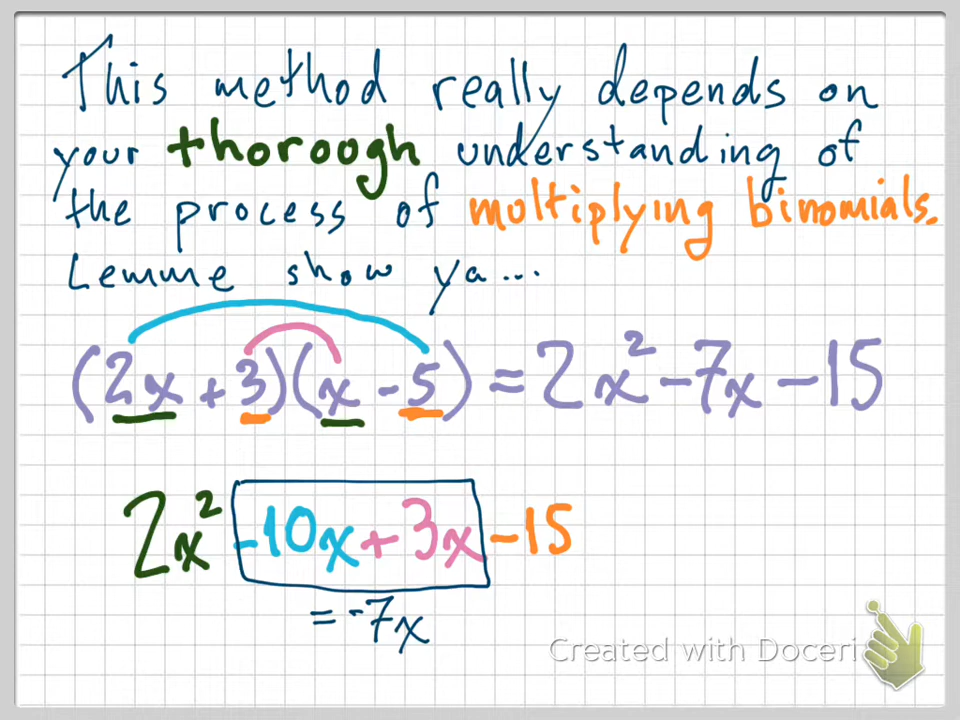 This method really depends on
your thorough understanding of
the process of multiplying binomials.
Lemme show ya...
(2x + 3)(x - 5) = 2x² - 7x - 15
2x² -10x + 3x - 15
= -7x
Created with Doceri